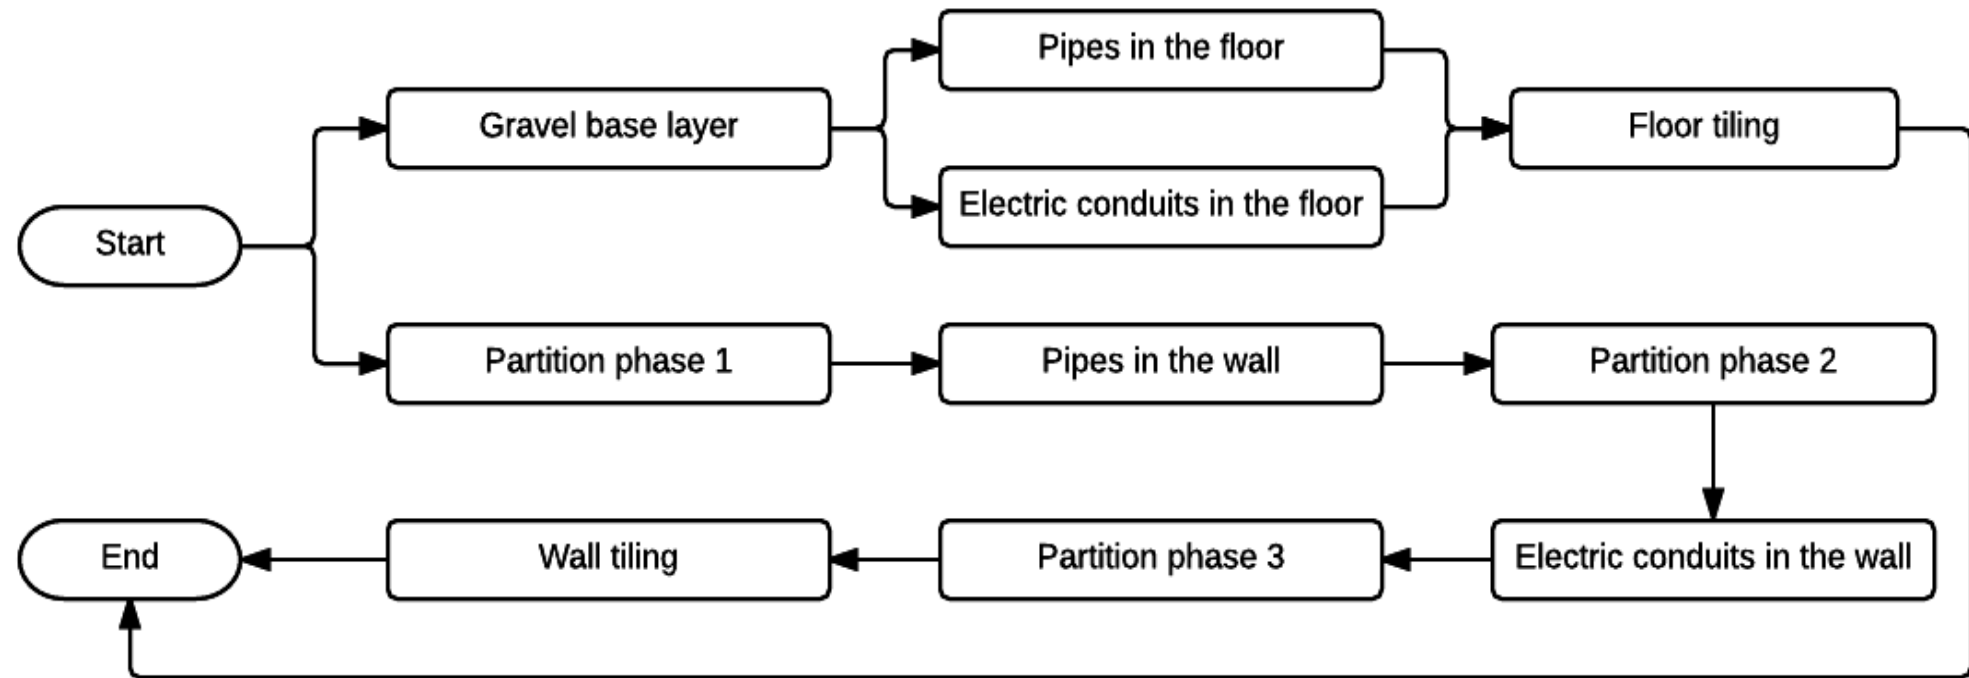 Pipes in the floor
Gravel base layer
Floor tiling
Electric conduits in the floor
Start
Partition phase 1
Pipes in the wall
Partition phase 2
End
Wall tiling
Partition phase 3
Electric conduits in the wall